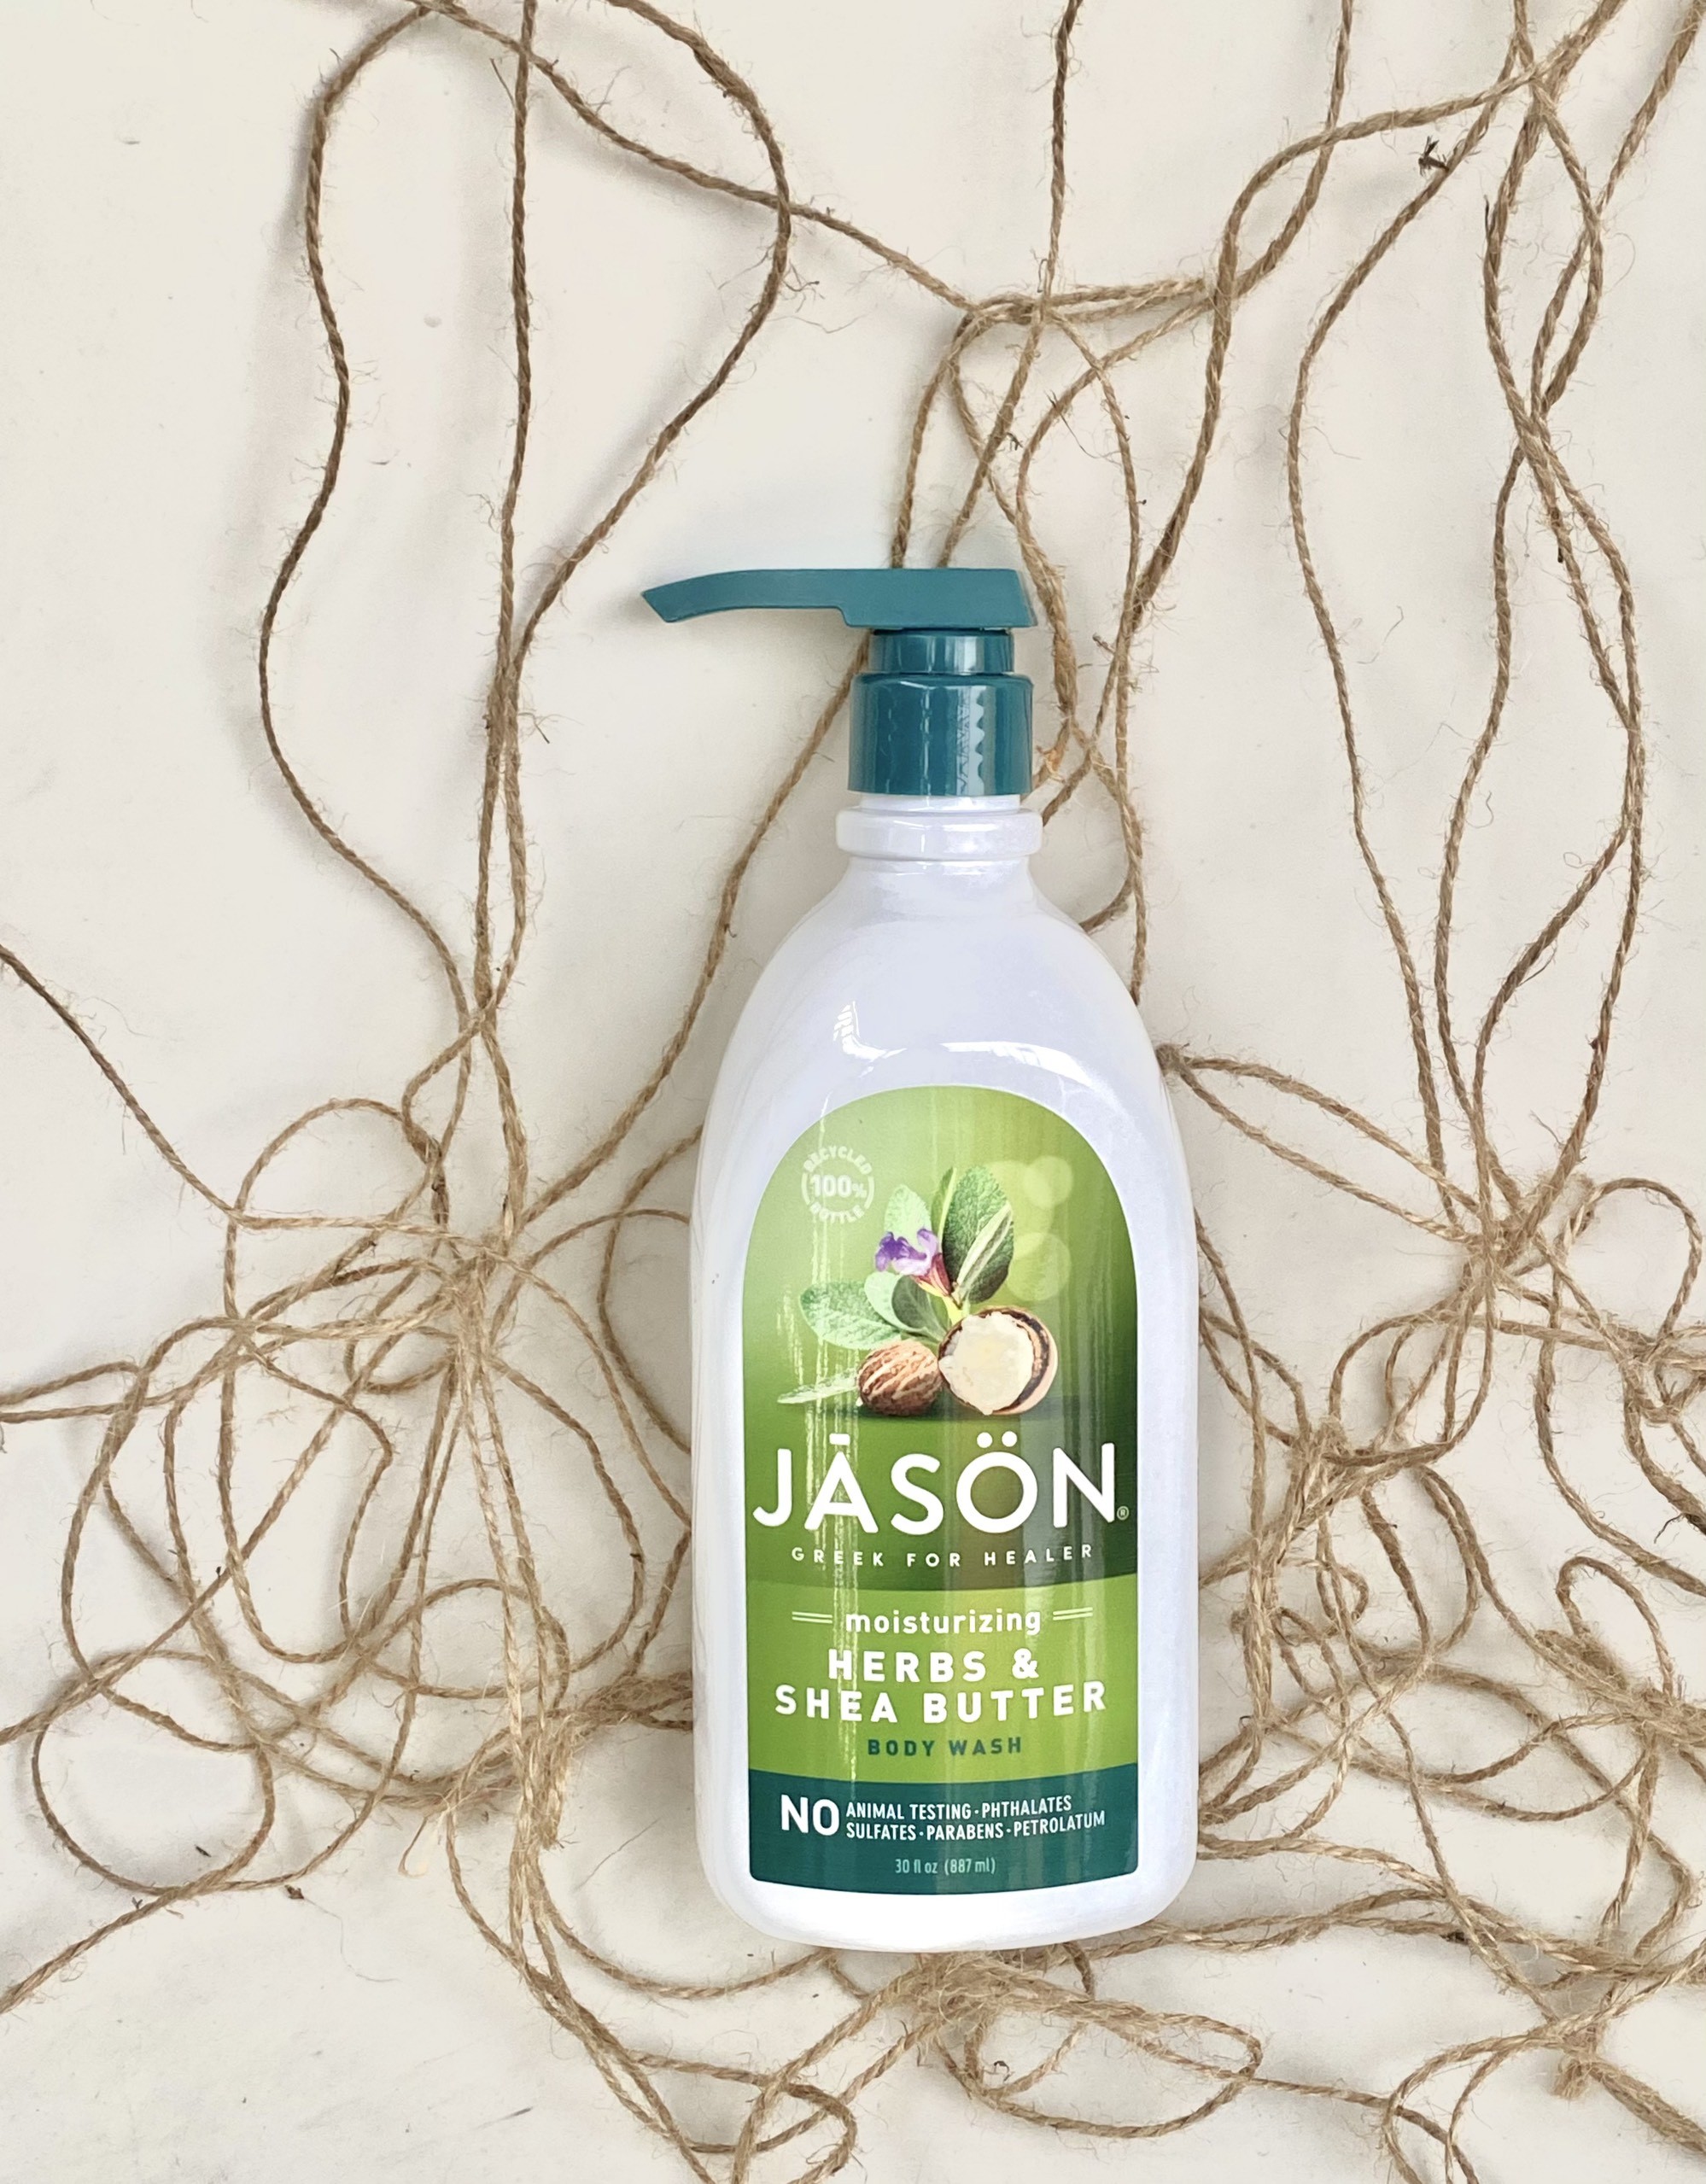 RECYCLED
100%
BOTTLE
JĀSÖN®
GREEK FOR HEALER
moisturizing
HERBS &
SHEA BUTTER
BODY WASH
NO ANIMAL TESTING · PHTHALATES
SULFATES · PARABENS · PETROLATUM
30 fl oz (887 ml)